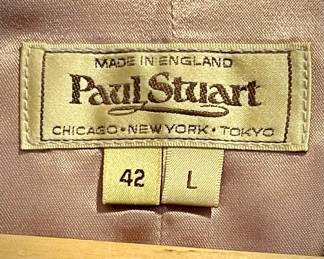 MADE IN ENGLAND
Paul Stuart
CHICAGO • NEW YORK • TOKYO
42 L